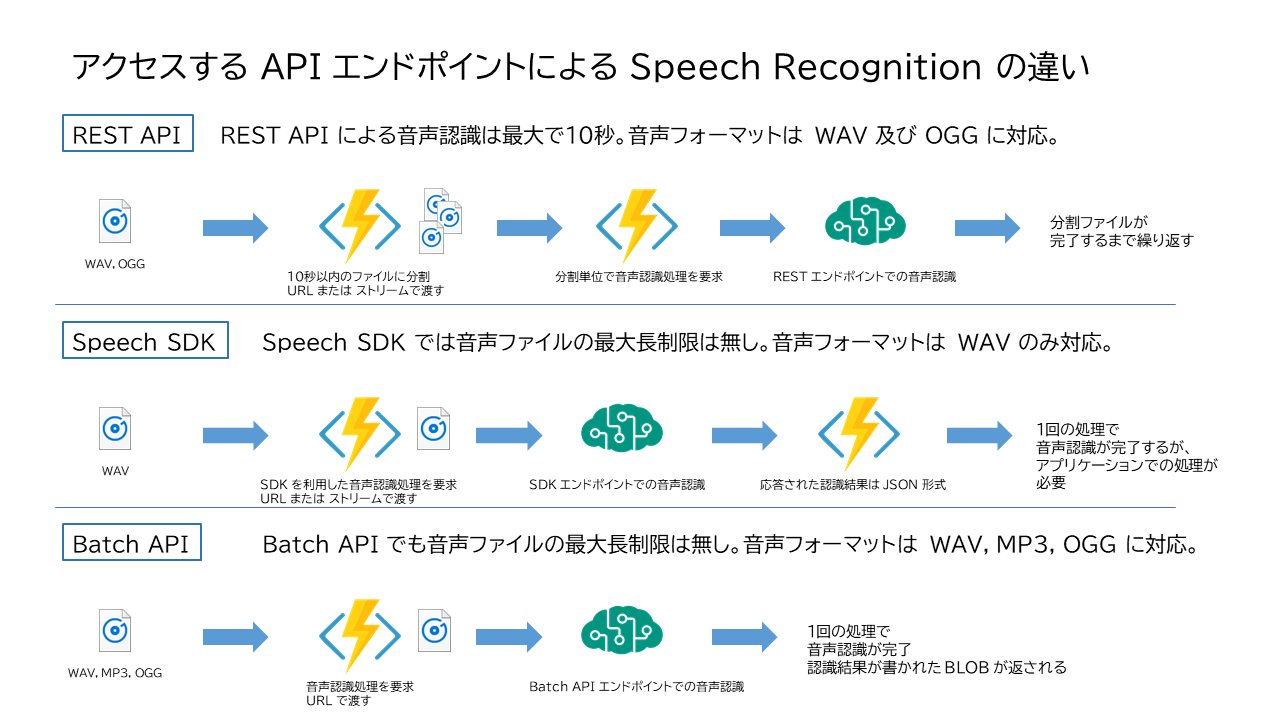 アクセスする API エンドポイントによる Speech Recognition の違い
REST API
REST API による音声認識は最大で10秒。音声フォーマットは WAV 及び OGG に対応。
WAV, OGG
10秒以内のファイルに分割
URL または ストリームで渡す
分割単位で音声認識処理を要求
REST エンドポイントでの音声認識
分割ファイルが
完了するまで繰り返す
Speech SDK
Speech SDK では音声ファイルの最大長制限は無し。音声フォーマットは WAV のみ対応。
WAV
SDK を利用した音声認識処理を要求
URL または ストリームで渡す
SDK エンドポイントでの音声認識
応答された認識結果は JSON 形式
1回の処理で
音声認識が完了するが、
アプリケーションでの処理が
必要
Batch API
Batch API でも音声ファイルの最大長制限は無し。音声フォーマットは WAV, MP3, OGG に対応。
WAV, MP3, OGG
音声認識処理を要求
URL で渡す
Batch API エンドポイントでの音声認識
1回の処理で
音声認識が完了
認識結果が書かれた BLOB が返される